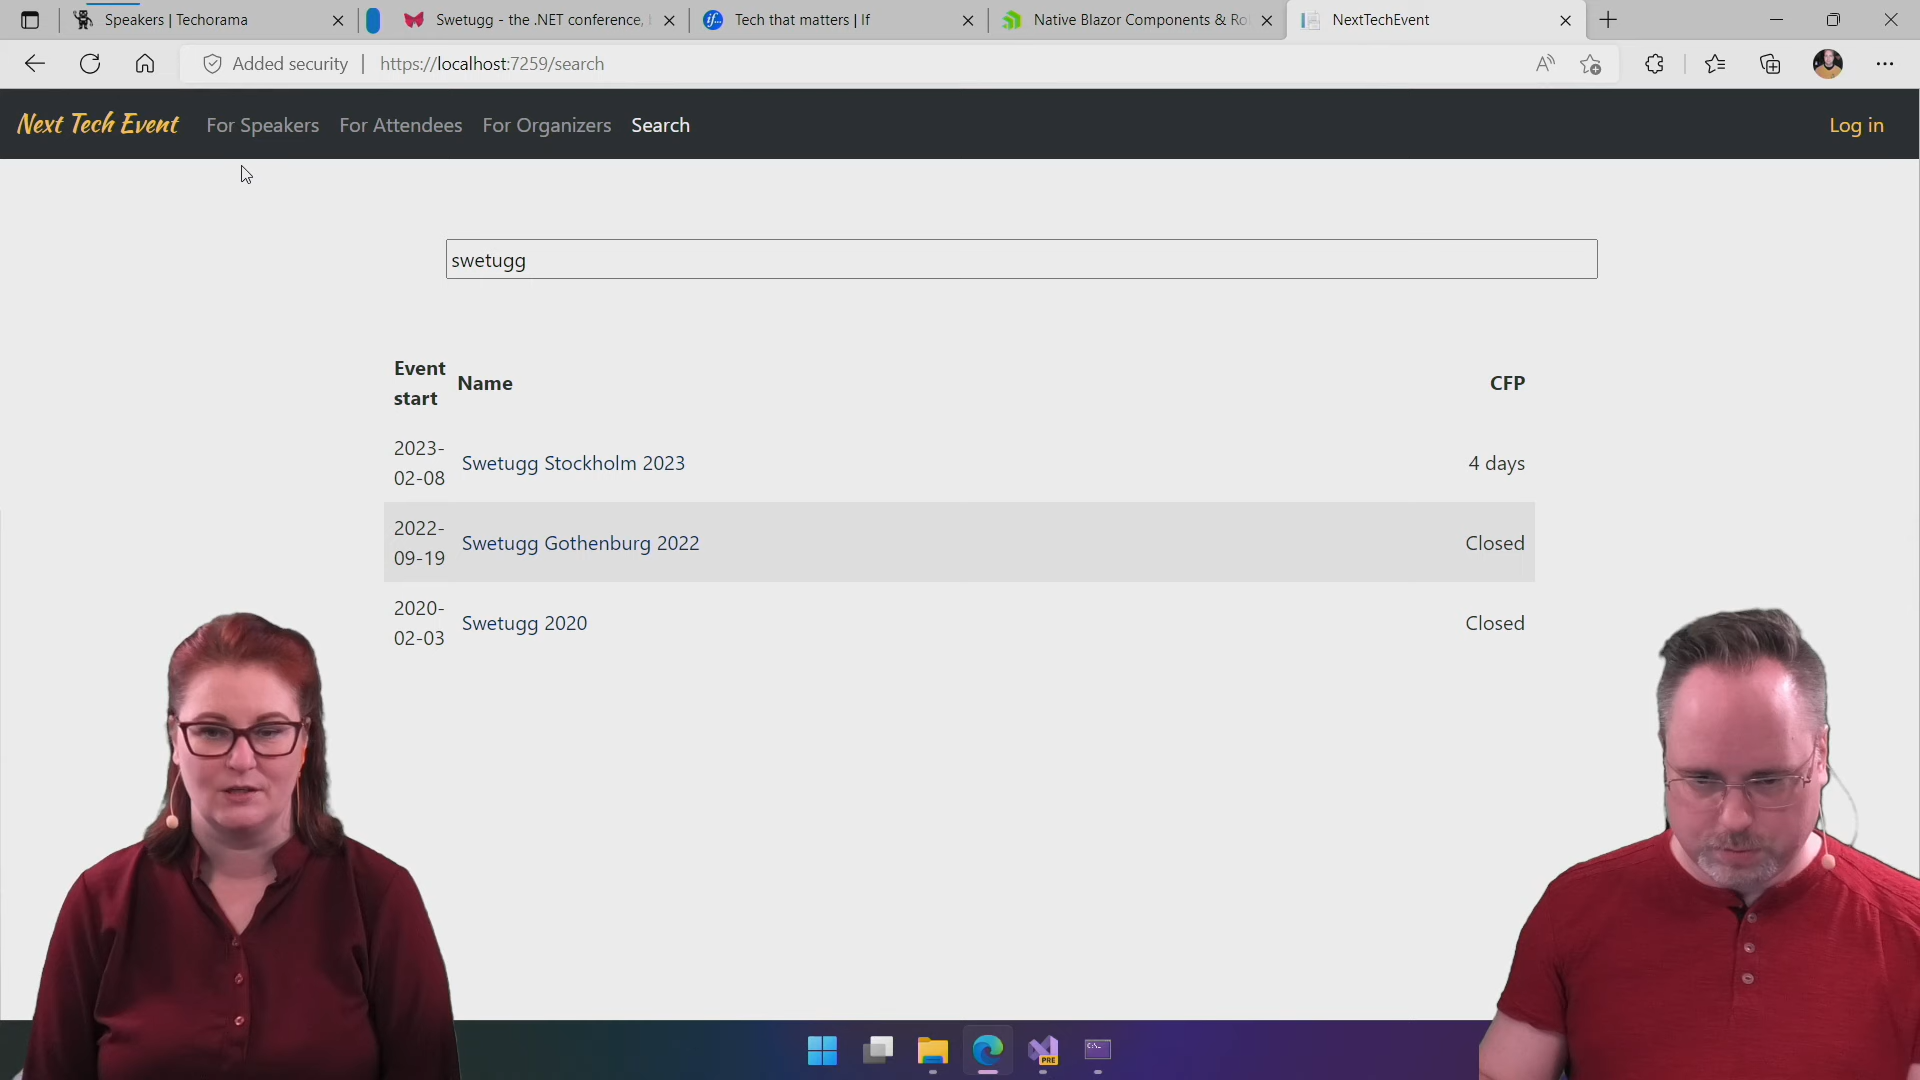 Speakers | Techorama
Swetugg - the .NET conference,
Tech that matters | If
Native Blazor Components & Ro
NextTechEvent
Added security
https://localhost:7259/search
Next Tech Event
For Speakers
For Attendees
For Organizers
Search
Log in
swetugg
Event start
Name
CFP
2023-
02-08
Swetugg Stockholm 2023
4 days
2022-
09-19
Swetugg Gothenburg 2022
Closed
2020-
02-03
Swetugg 2020
Closed
PRE